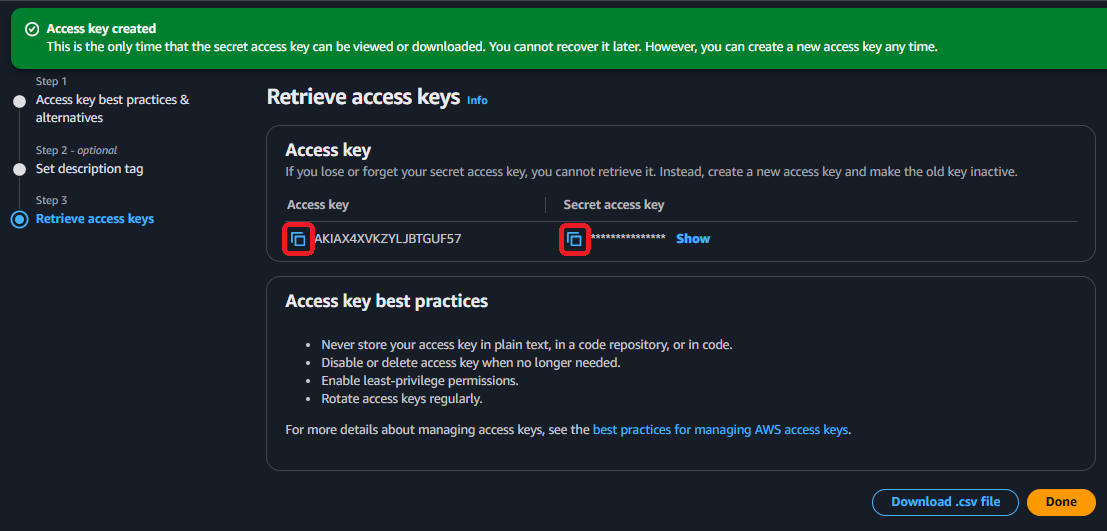 Access key created
This is the only time that the secret access key can be viewed or downloaded. You cannot recover it later. However, you can create a new access key any time.
Step 1
Access key best practices &
alternatives
Step 2 - optional
Set description tag
Step 3
Retrieve access keys
Retrieve access keys Info
Access key
If you lose or forget your secret access key, you cannot retrieve it. Instead, create a new access key and make the old key inactive.
Access key Secret access key
AKIAX4XVKZYLJBTGUF57 *************** Show
Access key best practices
• Never store your access key in plain text, in a code repository, or in code.
• Disable or delete access key when no longer needed.
• Enable least-privilege permissions.
• Rotate access keys regularly.
For more details about managing access keys, see the best practices for managing AWS access keys.
Download .csv file Done